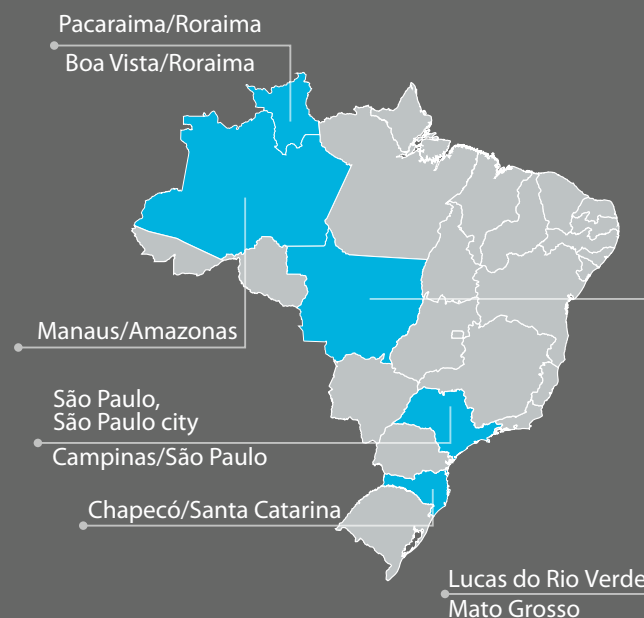 Pacaraima/Roraima
Boa Vista/Roraima
Manaus/Amazonas
São Paulo,
São Paulo city
Campinas/São Paulo
Chapecó/Santa Catarina
Lucas do Rio Verde
Mato Grosso